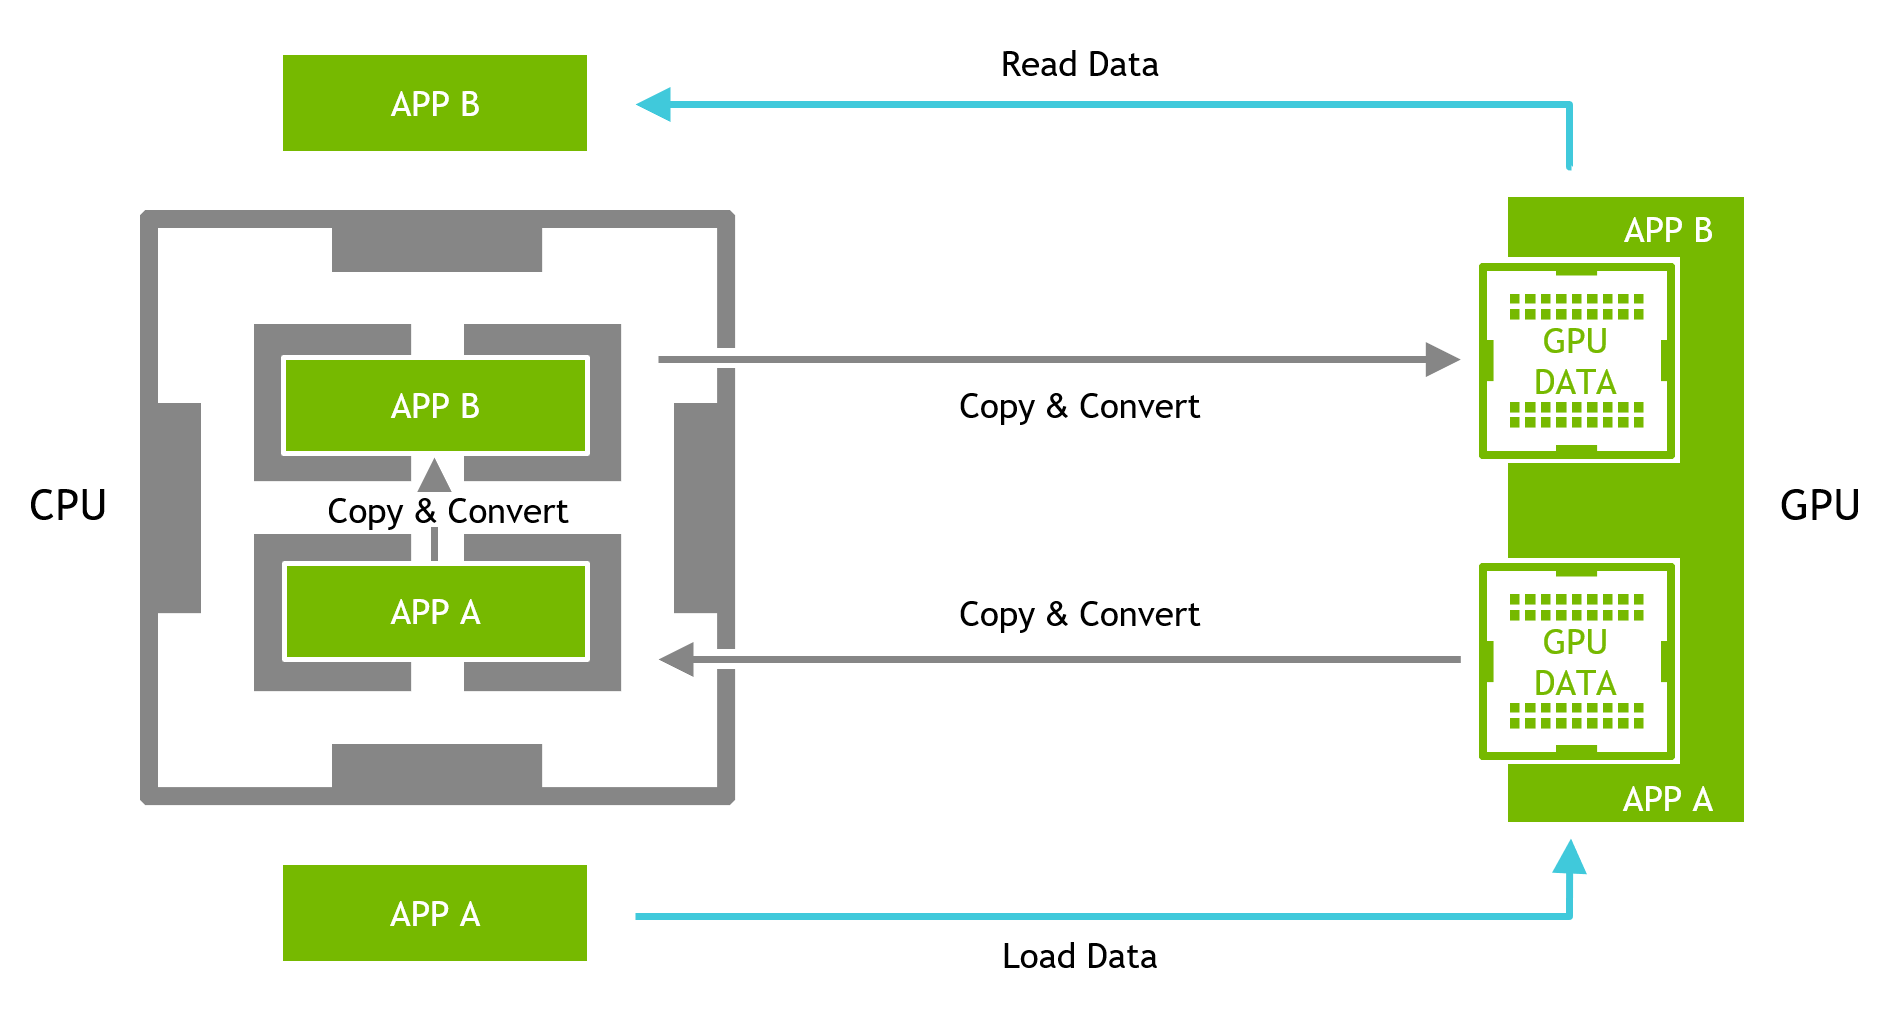 Read Data
APP B
APP B
GPU
DATA
Copy & Convert
APP B
CPU
Copy & Convert
GPU
APP A
Copy & Convert
GPU
DATA
APP A
APP A
Load Data